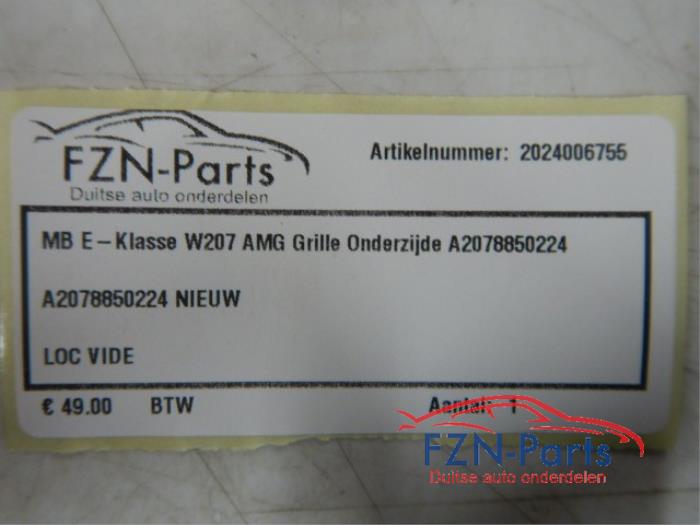 FZN-Parts
Duitse auto onderdelen
Artikelnummer: 2024006755
MB E-Klasse W207 AMG Grille Onderzijde A2078850224
A2078850224 NIEUW
LOC VIDE
€ 49.00 BTW Aantal: 1
FZN-Parts
Duitse auto onderdelen